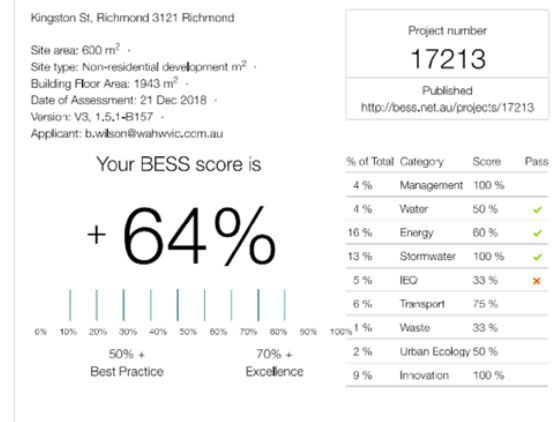 Kingston St, Richmond 3121 Richmond
Site area: 600 m² ·
Site type: Non-residential development m² ·
Building Floor Area: 1943 m² ·
Date of Assessment: 21 Dec 2018 ·
Version: V3, 1.5.1-B157 ·
Applicant: b.wilson@wahwvic.com.au
Project number
17213
Published
http://bess.net.au/projects/17213
Your BESS score is
+ 64%
0% 10% 20% 30% 40% 50% 60% 70% 80% 90% 100%
50% + 70% +
Best Practice Excellence
% of Total Category Score Pass
4 % Management 100 %
4 % Water 50 % ✓
16 % Energy 60 % ✓
13 % Stormwater 100 % ✓
5 % IEQ 33 % ✗
6 % Transport 75 %
1 % Waste 33 %
2 % Urban Ecology 50 %
9 % Innovation 100 %